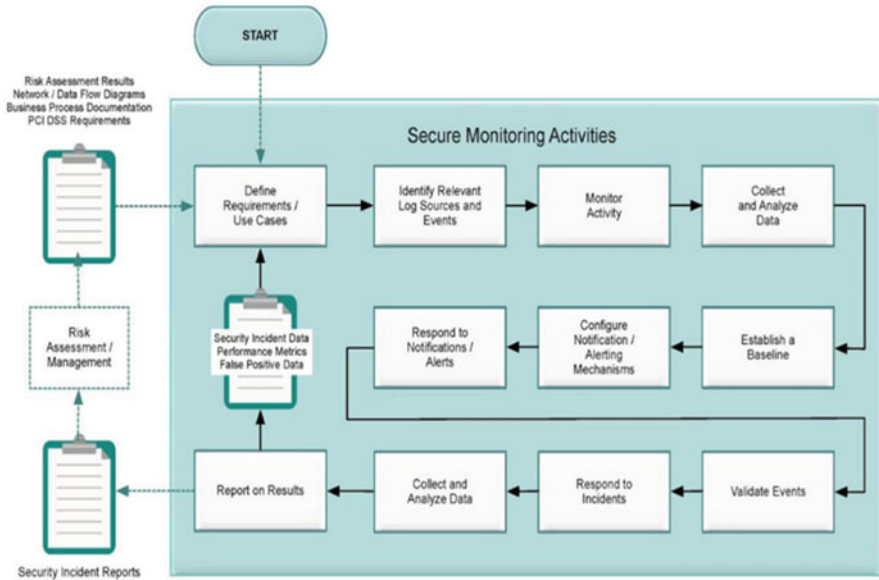 START
Risk Assessment Results
Network / Data Flow Diagrams
Business Process Documentation
PCI DSS Requirements
Secure Monitoring Activities
Define
Requirements /
Use Cases
Identify Relevant
Log Sources and
Events
Monitor
Activity
Collect
and Analyze
Data
Risk
Assessment /
Management
Security Incident Data
Performance Metrics
False Positive Data
Respond to
Notifications /
Alerts
Configure
Notification /
Alerting
Mechanisms
Establish a
Baseline
Report on Results
Collect and
Analyze Data
Respond to
Incidents
Validate Events
Security Incident Reports